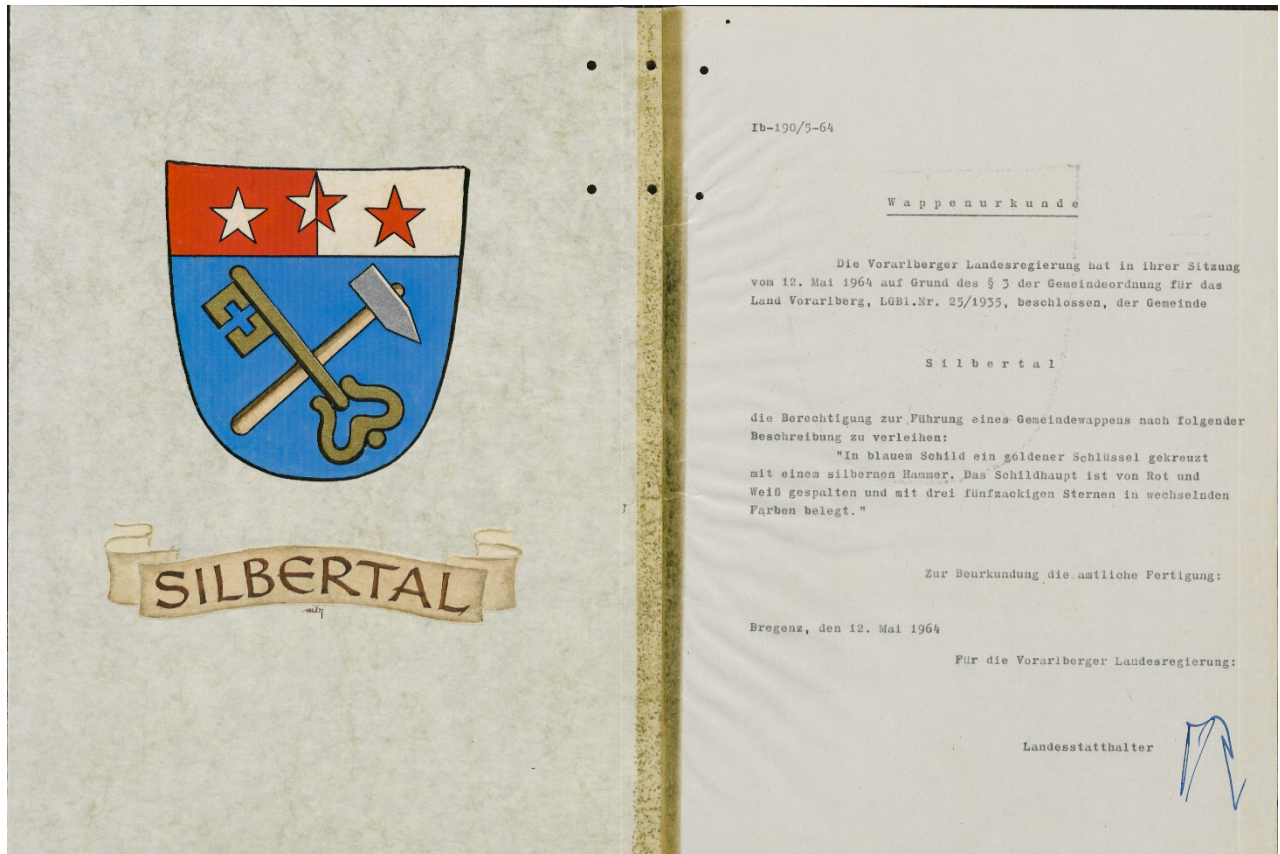 SILBERTAL
Ib-190/5-64
Wappenurkunde
Die Vorarlberger Landesregierung hat in ihrer Sitzung
vom 12. Mai 1964 auf Grund des § 3 der Gemeindeordnung für das
Land Vorarlberg, LGBl.Nr. 25/1935, beschlossen, der Gemeinde
Silbertal
die Berechtigung zur Führung eines Gemeindewappens nach folgender
Beschreibung zu verleihen:
"In blauem Schild ein goldener Schlüssel gekreuzt
mit einem silbernen Hammer. Das Schildhaupt ist von Rot und
Weiß gespalten und mit drei fünfzackigen Sternen in wechselnden
Farben belegt."
Zur Beurkundung die amtliche Fertigung:
Bregenz, den 12. Mai 1964
Für die Vorarlberger Landesregierung:
Landesstatthalter